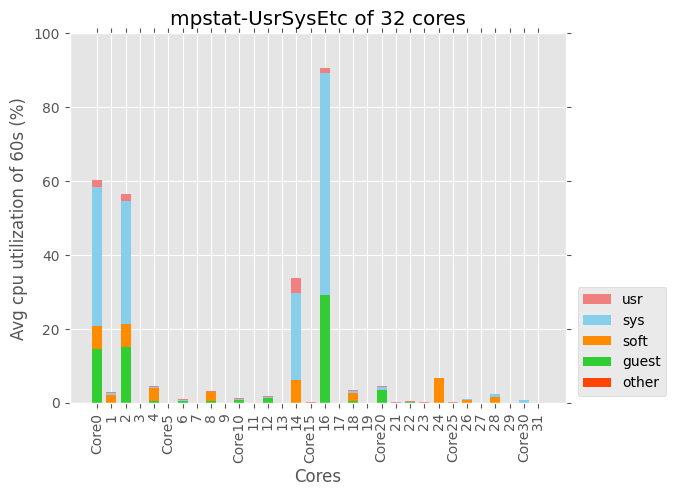 mpstat-UsrSysEtc of 32 cores
Avg cpu utilization of 60s (%)
100
80
60
40
20
0
Core0
1
2
3
4
Core5
6
7
8
9
Core10
11
12
13
14
Core15
16
17
18
19
Core20
21
22
23
24
Core25
26
27
28
29
Core30
31
Cores
usr
sys
soft
guest
other